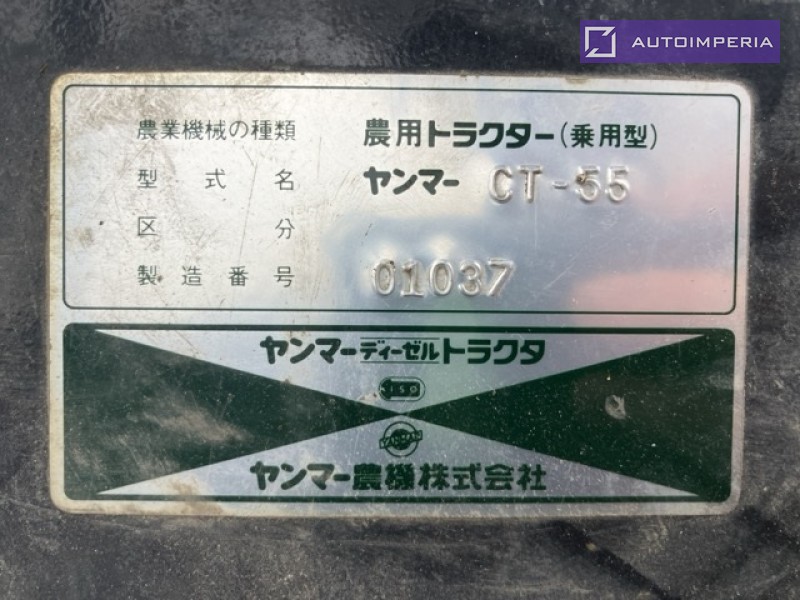 AUTOIMPERIA
農業機械の種類 農用トラクター(乗用型)
型式名 ヤンマー CT-55
区分
製造番号 01037
ヤンマーディーゼルトラクタ
ヤンマー農機株式会社